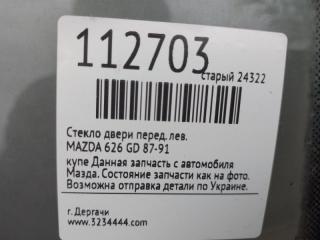 112703
старый 24322
Стекло двери перед. лев.
MAZDA 626 GD 87-91
купе Данная запчасть с автомобиля
Мазда. Состояние запчасти как на фото.
Возможна отправка детали по Украине.
г. Дергачи
www.3234444.com